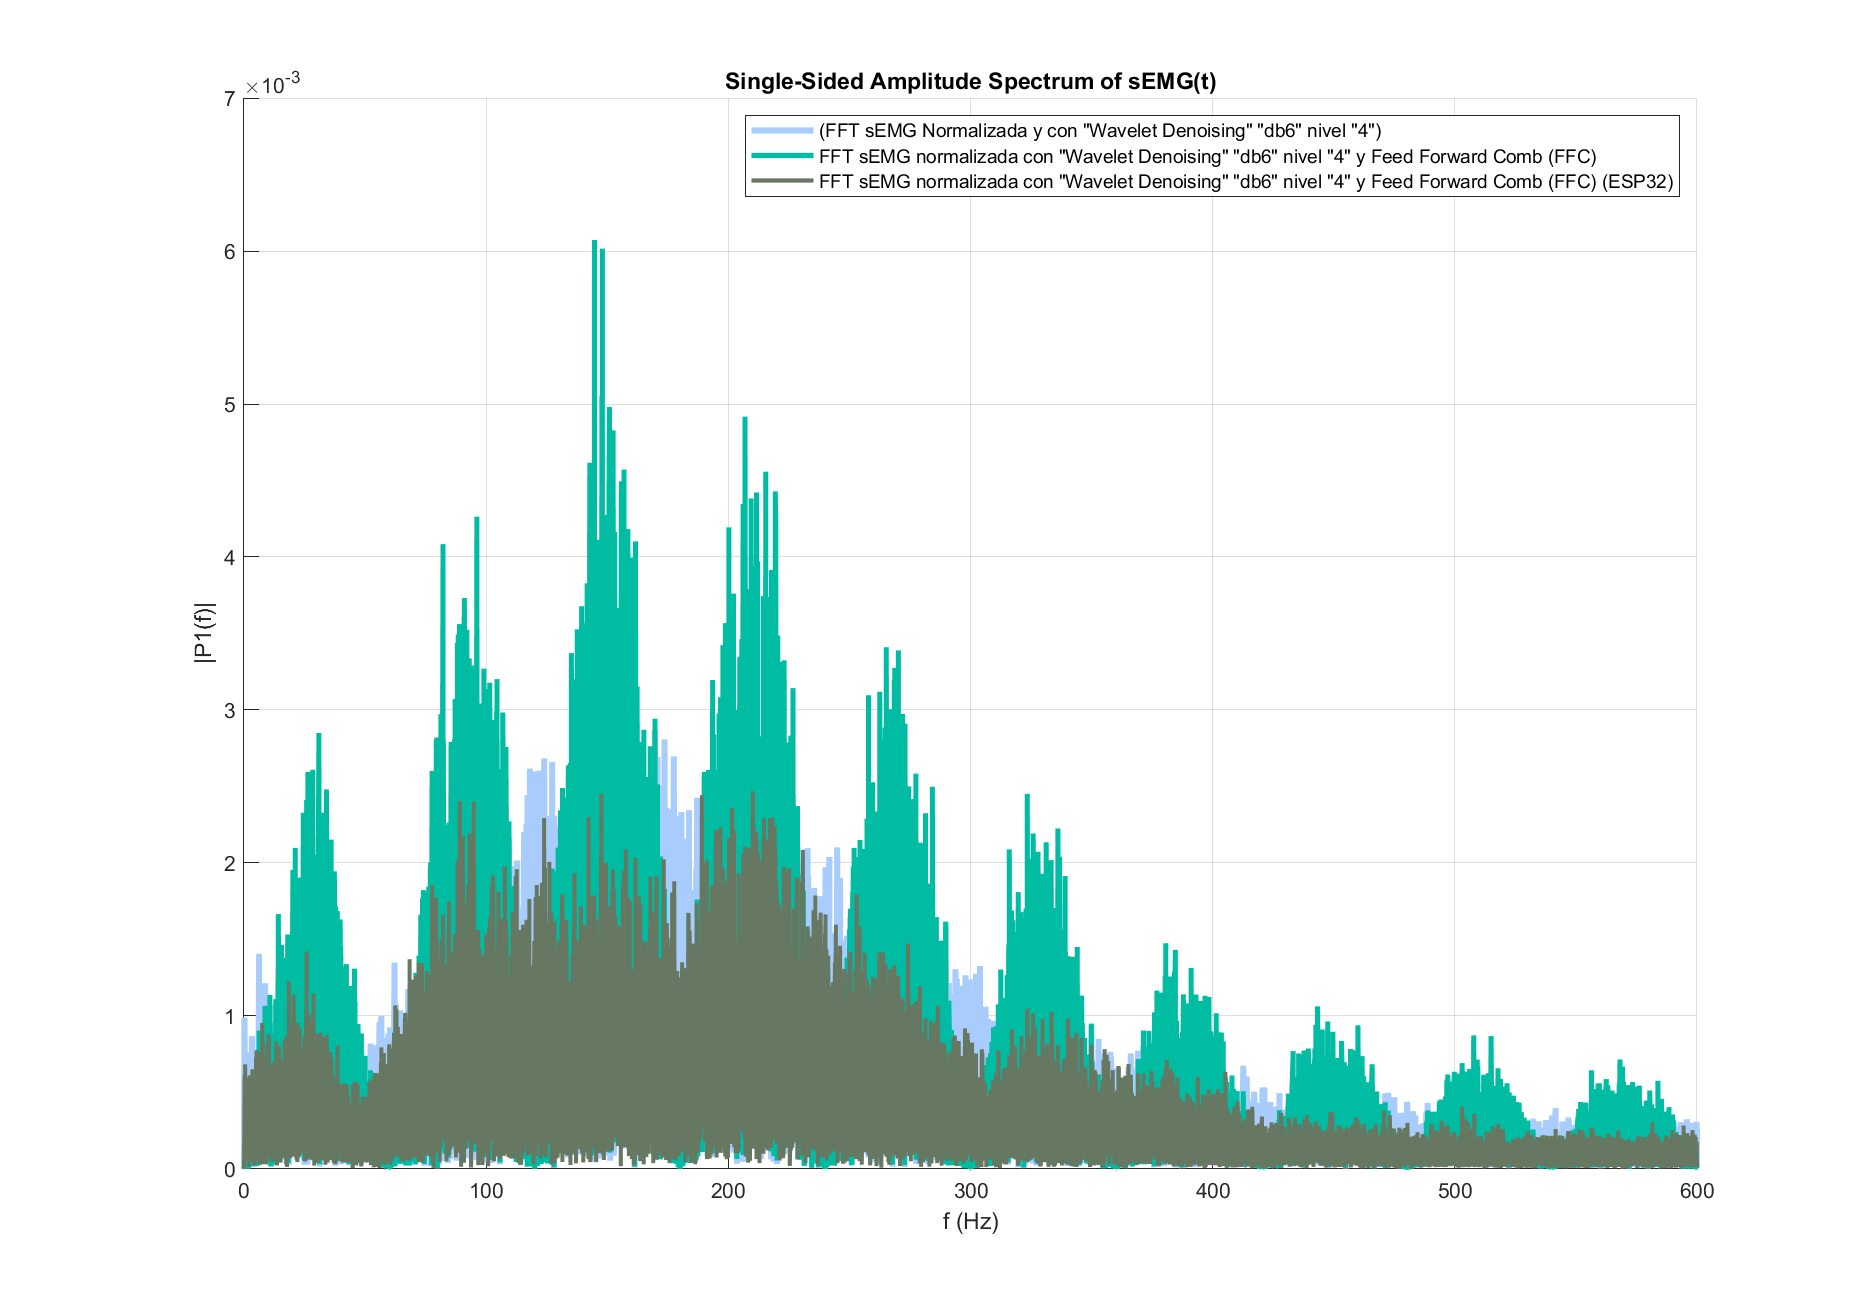 Single-Sided Amplitude Spectrum of sEMG(t)
×10-3
(FFT sEMG Normalizada y con "Wavelet Denoising" "db6" nivel "4")
FFT sEMG normalizada con "Wavelet Denoising" "db6" nivel "4" y Feed Forward Comb (FFC)
FFT sEMG normalizada con "Wavelet Denoising" "db6" nivel "4" y Feed Forward Comb (FFC) (ESP32)
7
6
5
4
3
2
1
0
|P1(f)|
0 100 200 300 400 500 600
f (Hz)